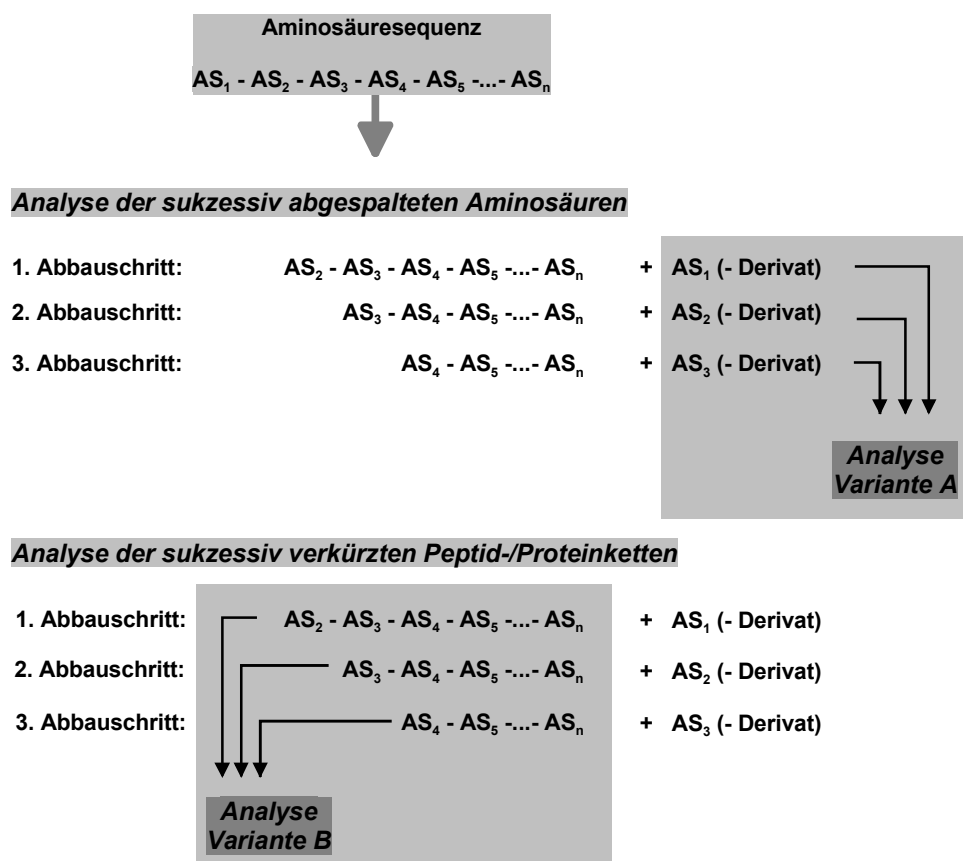 Aminosäuresequenz
AS₁ - AS₂ - AS₃ - AS₄ - AS₅ -...- ASₙ
Analyse der sukzessiv abgespalteten Aminosäuren
1. Abbauschritt: AS₂ - AS₃ - AS₄ - AS₅ -...- ASₙ + AS₁ (- Derivat)
2. Abbauschritt: AS₃ - AS₄ - AS₅ -...- ASₙ + AS₂ (- Derivat)
3. Abbauschritt: AS₄ - AS₅ -...- ASₙ + AS₃ (- Derivat)
Analyse
Variante A
Analyse der sukzessiv verkürzten Peptid-/Proteinketten
1. Abbauschritt: AS₂ - AS₃ - AS₄ - AS₅ -...- ASₙ + AS₁ (- Derivat)
2. Abbauschritt: AS₃ - AS₄ - AS₅ -...- ASₙ + AS₂ (- Derivat)
3. Abbauschritt: AS₄ - AS₅ -...- ASₙ + AS₃ (- Derivat)
Analyse
Variante B